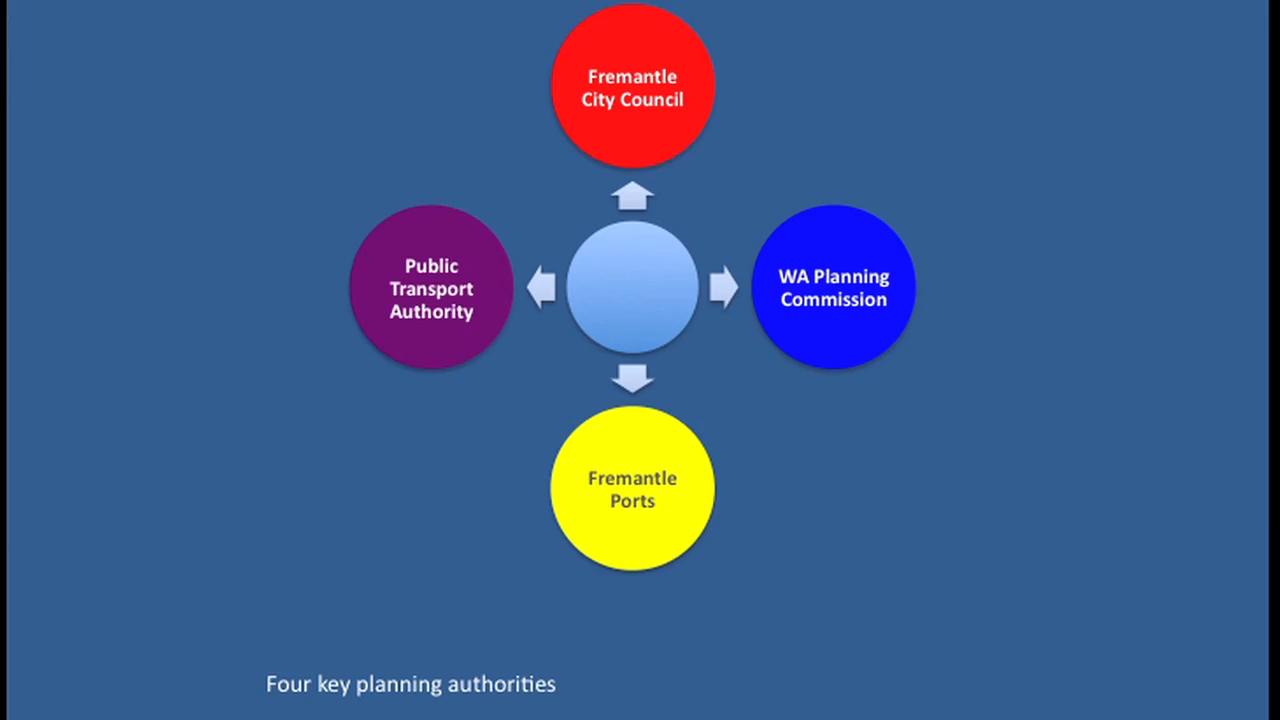 Fremantle
City Council
Public
Transport
Authority
WA Planning
Commission
Fremantle
Ports
Four key planning authorities